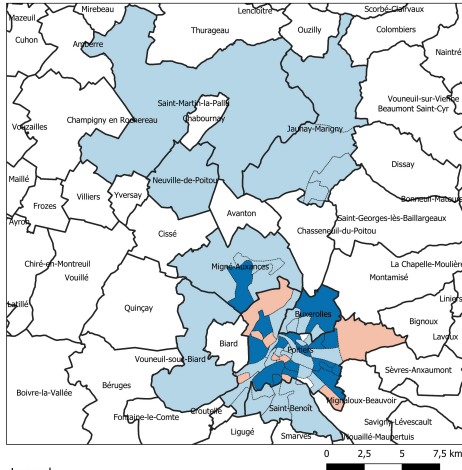 Mirebeau
Lencloître
Scorbé-Clairvaux
Mazeuil
Cuhon
Amberre
Thurageau
Ouzilly
Colombiers
Naintré
Saint-Martin-la-Pallu
Chabournay
Vouneuil-sur-Vienne
Beaumont Saint-Cyr
Vouzailles
Champigny en Rochereau
Jaunay-Marigny
Dissay
Maillé
Neuville-de-Poitou
Villiers
Yversay
Frozes
Bonneuil-Matours
Avanton
Saint-Georges-lès-Baillargeaux
Ayron
Cissé
Chasseneuil-du-Poitou
Chiré-en-Montreuil
Vouillé
Migné-Auxances
La Chapelle-Moulière
Montamisé
Latillé
Quinçay
Liniers
Buxerolles
Bignoux
Biard
Poitiers
Lavoux
Vouneuil-sous-Biard
Sèvres-Anxaumont
Boivre-la-Vallée
Béruges
Mignaloux-Beauvoir
Fontaine-le-Comte
Croutelle
Saint-Benoît
Savigny-Lévescault
Ligugé
Smarves
Nouaillé-Maupertuis
0 2,5 5 7,5 km